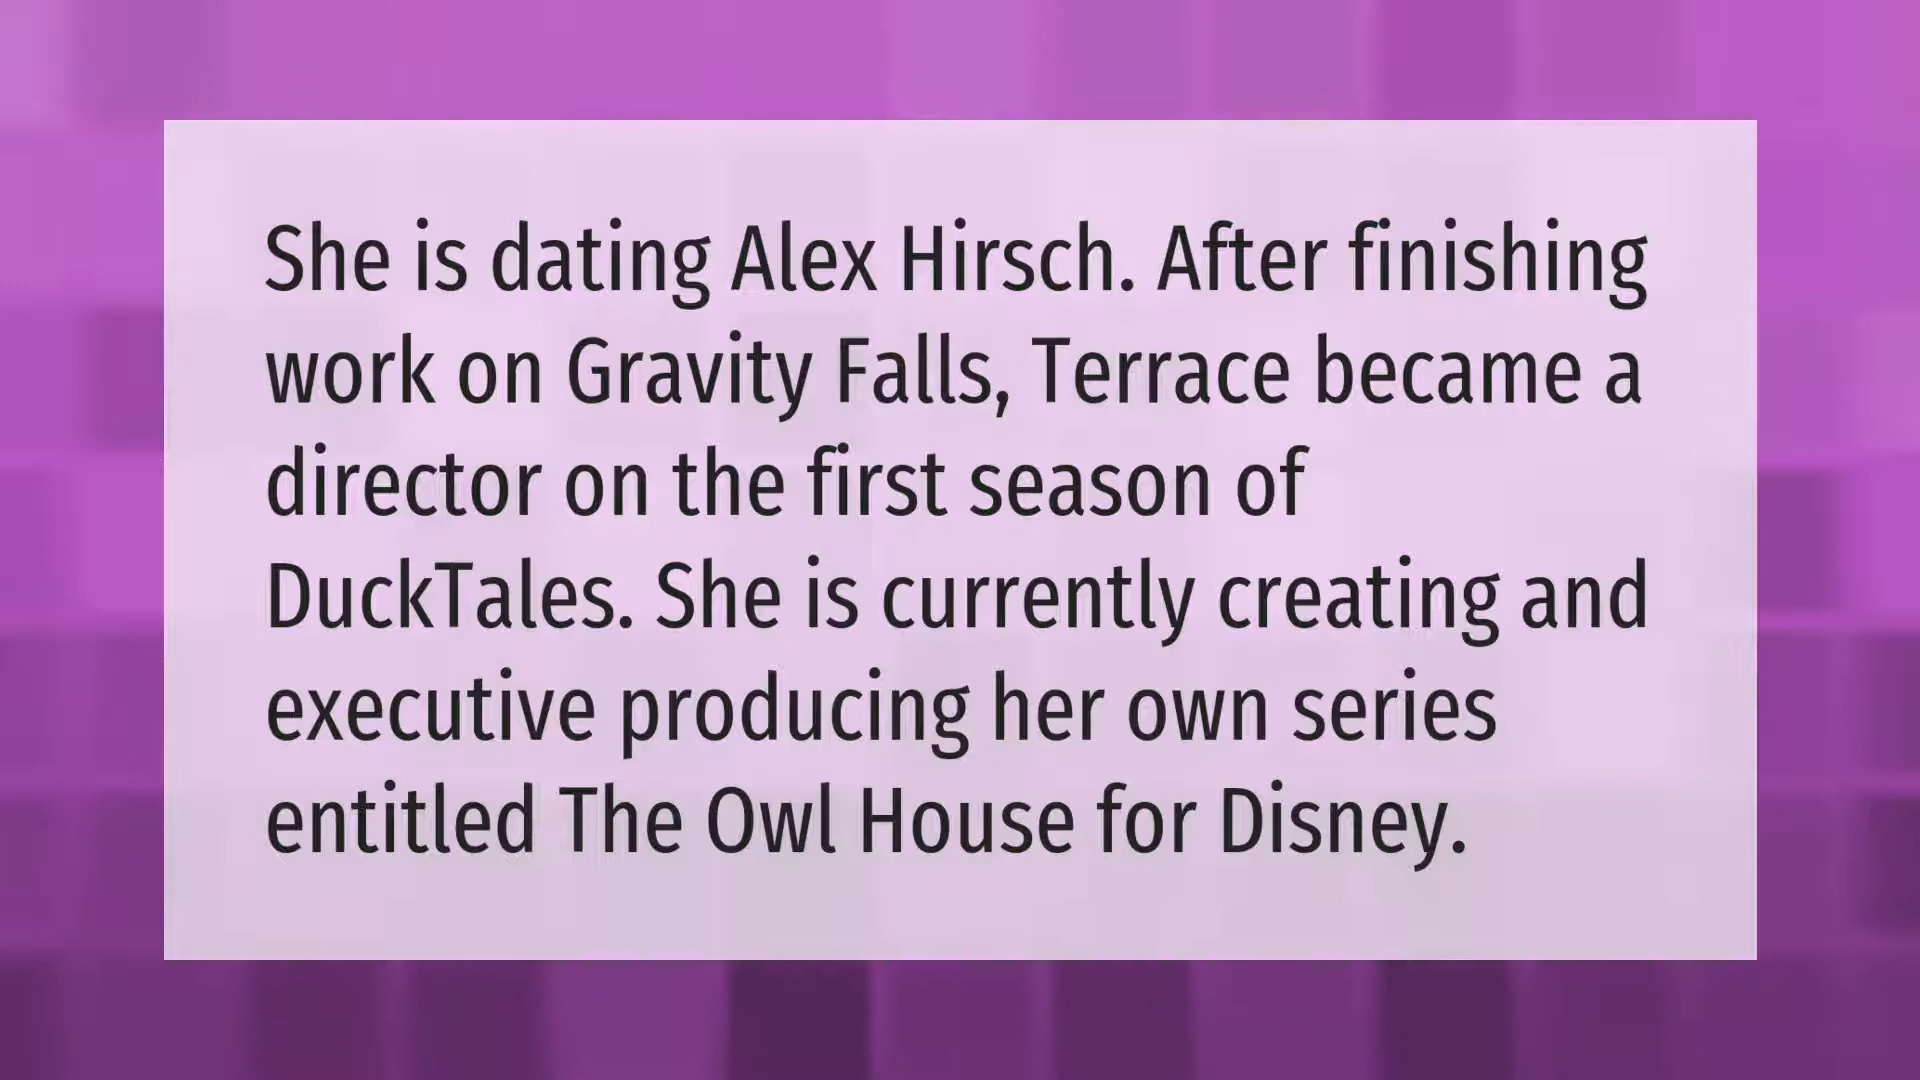 She is dating Alex Hirsch. After finishing
work on Gravity Falls, Terrace became a
director on the first season of
DuckTales. She is currently creating and
executive producing her own series
entitled The Owl House for Disney.